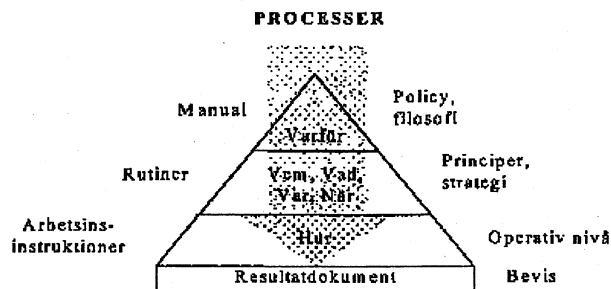 PROCESSER
Manual
Policy,
filosofi
Varför
Rutiner
Vem, Vad,
Var, När
Principer,
strategi
Arbetsins-
instruktioner
Hur
Operativ nivå
Resultatdokument
Bevis